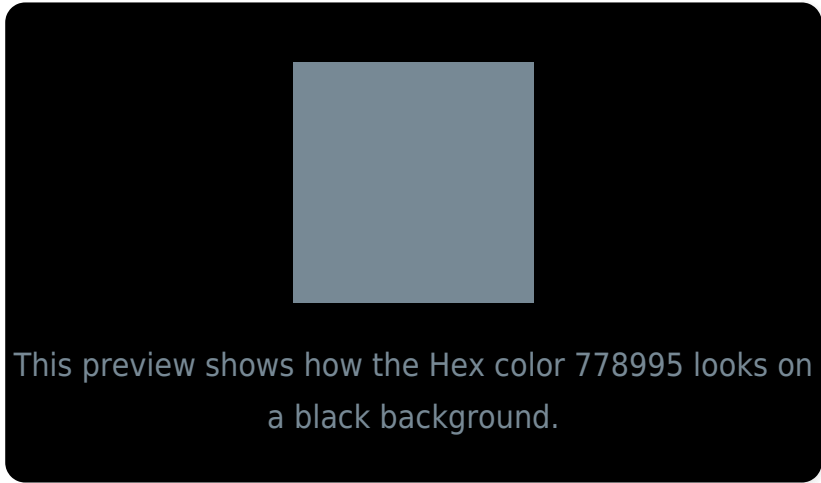 This preview shows how the Hex color 778995 looks on
a black background.